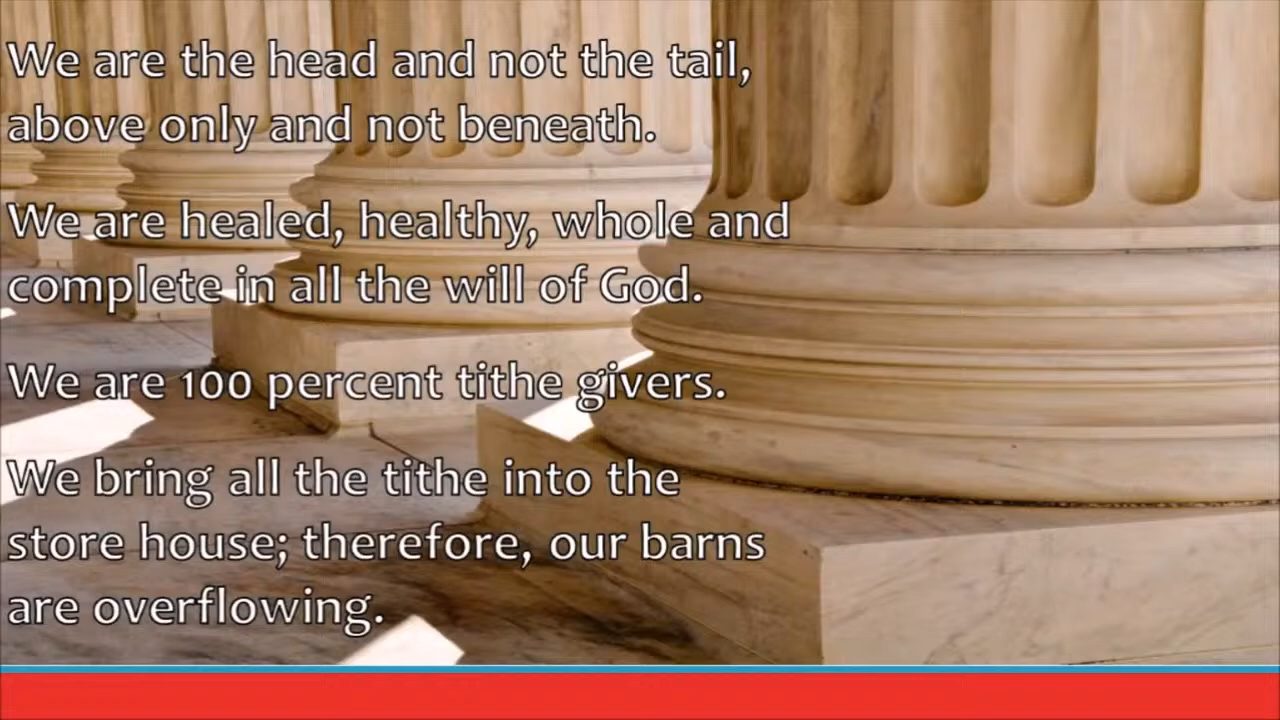 We are the head and not the tail,
above only and not beneath.
We are healed, healthy, whole and
complete in all the will of God.
We are 100 percent tithe givers.
We bring all the tithe into the
store house; therefore, our barns
are overflowing.